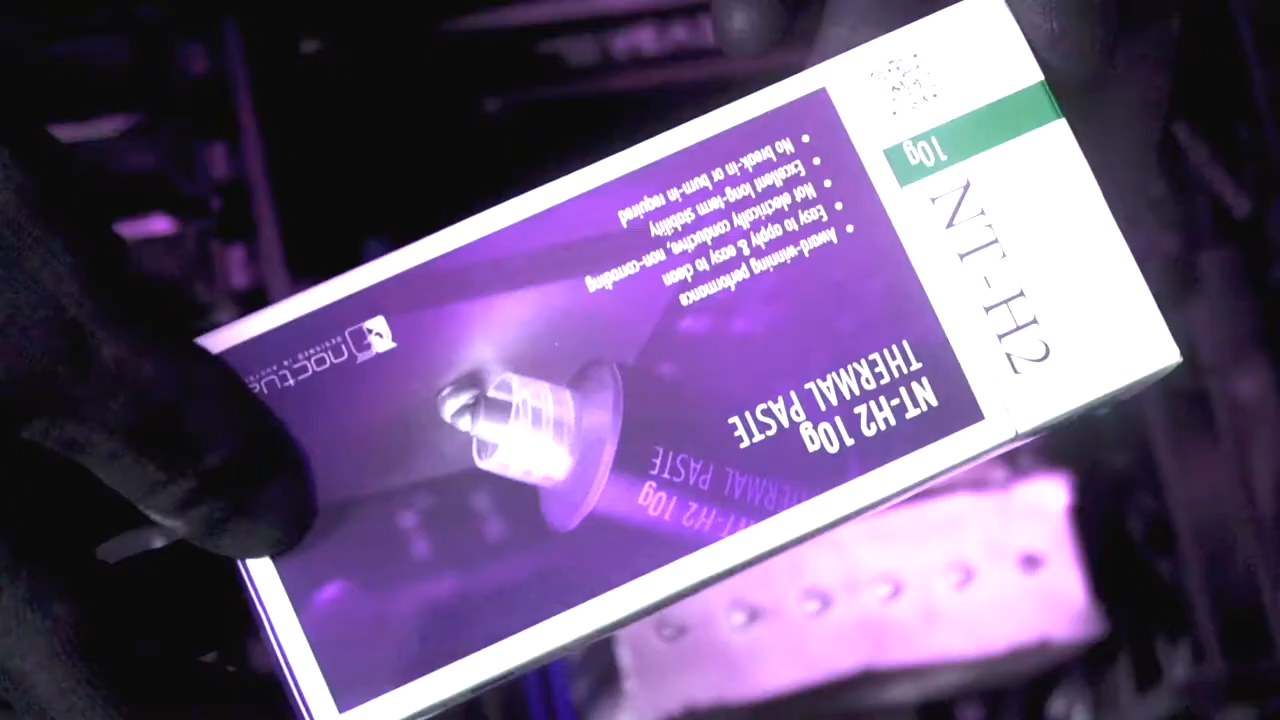 NT-H2
10g
NT-H2 10g
THERMAL PASTE
Award-winning performance
Easy to apply & easy to clean
Not electrically conductive, non-corroding
Excellent long-term stability
No break-in or burn-in required
NT-H2 10g
THERMAL PASTE
noctua
DESIGNED IN